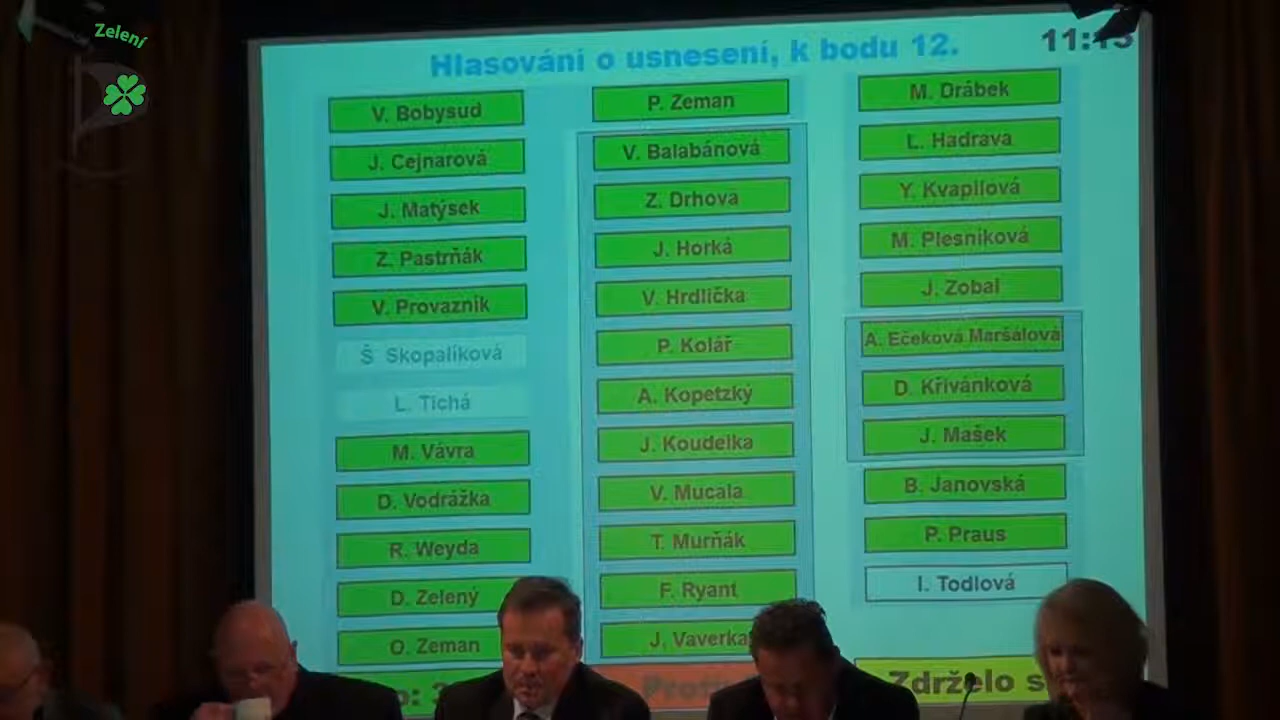 Zelení
Hlasování o usnesení, k bodu 12.
V. Bobysud
J. Cejnarová
J. Matýsek
Z. Pastrňák
V. Provazník
Š Skopalíková
L. Tichá
M. Vávra
D. Vodrážka
R. Weyda
D. Zelený
O. Zeman
P. Zeman
V. Balabánová
Z. Drhová
J. Horká
V. Hrdlička
P. Kolář
A. Kopetzký
J. Koudelka
V. Mucala
T. Murňák
F. Ryant
J. Vaverka
M. Drábek
L. Hadrava
Y. Kvapilová
M. Plesníková
J. Zobal
A. Ečeková Maršálová
D. Křivánková
J. Mašek
B. Janovská
P. Praus
I. Todlová
Zdrželo